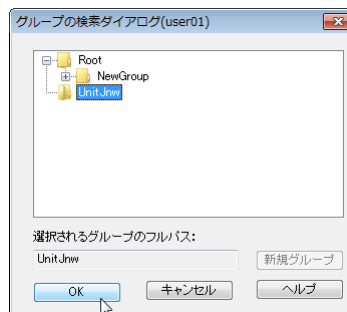 グループの検索ダイアログ(user01)
Root
NewGroup
UnitJnw
選択されるグループのフルパス:
UnitJnw
新規グループ
OK
キャンセル
ヘルプ